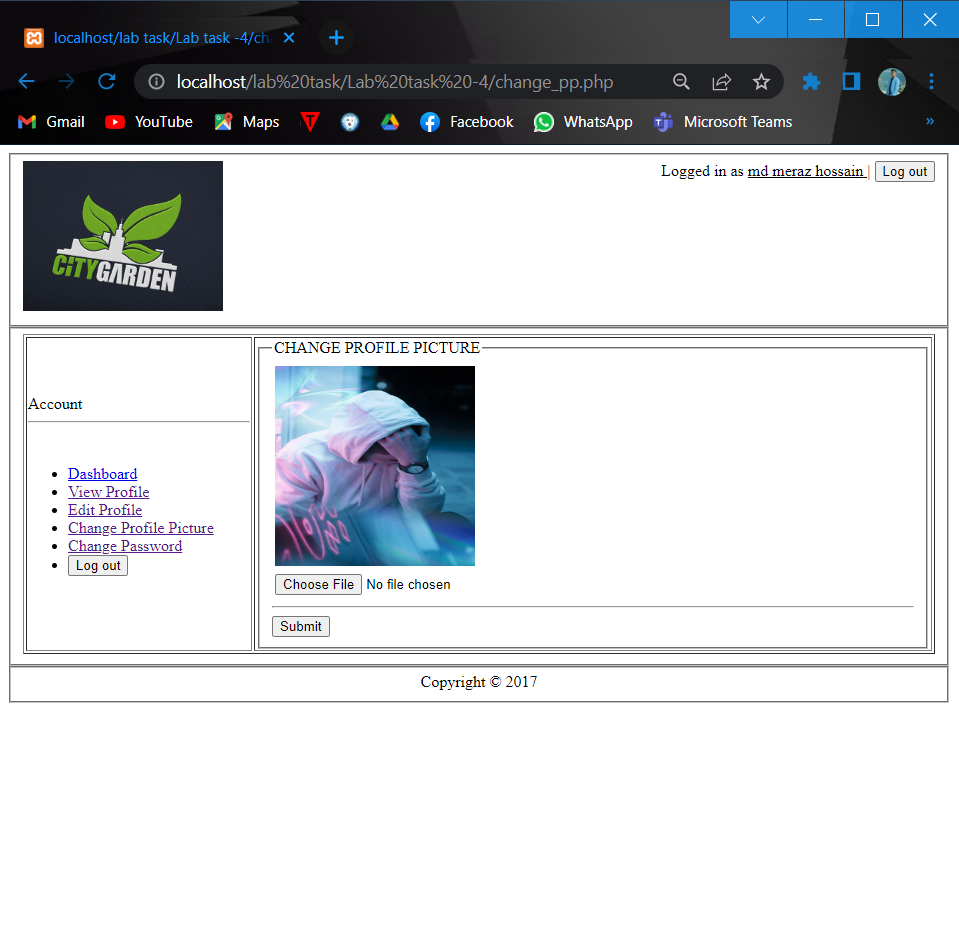 localhost/lab task/Lab task -4/ch
localhost/lab%20task/Lab%20task%20-4/change_pp.php
Gmail YouTube Maps Facebook WhatsApp Microsoft Teams »
Logged in as md meraz hossain | Log out
CITYGARDEN
CHANGE PROFILE PICTURE
Account
Dashboard
View Profile
Edit Profile
Change Profile Picture
Change Password
Log out
Choose File No file chosen
Submit
Copyright © 2017